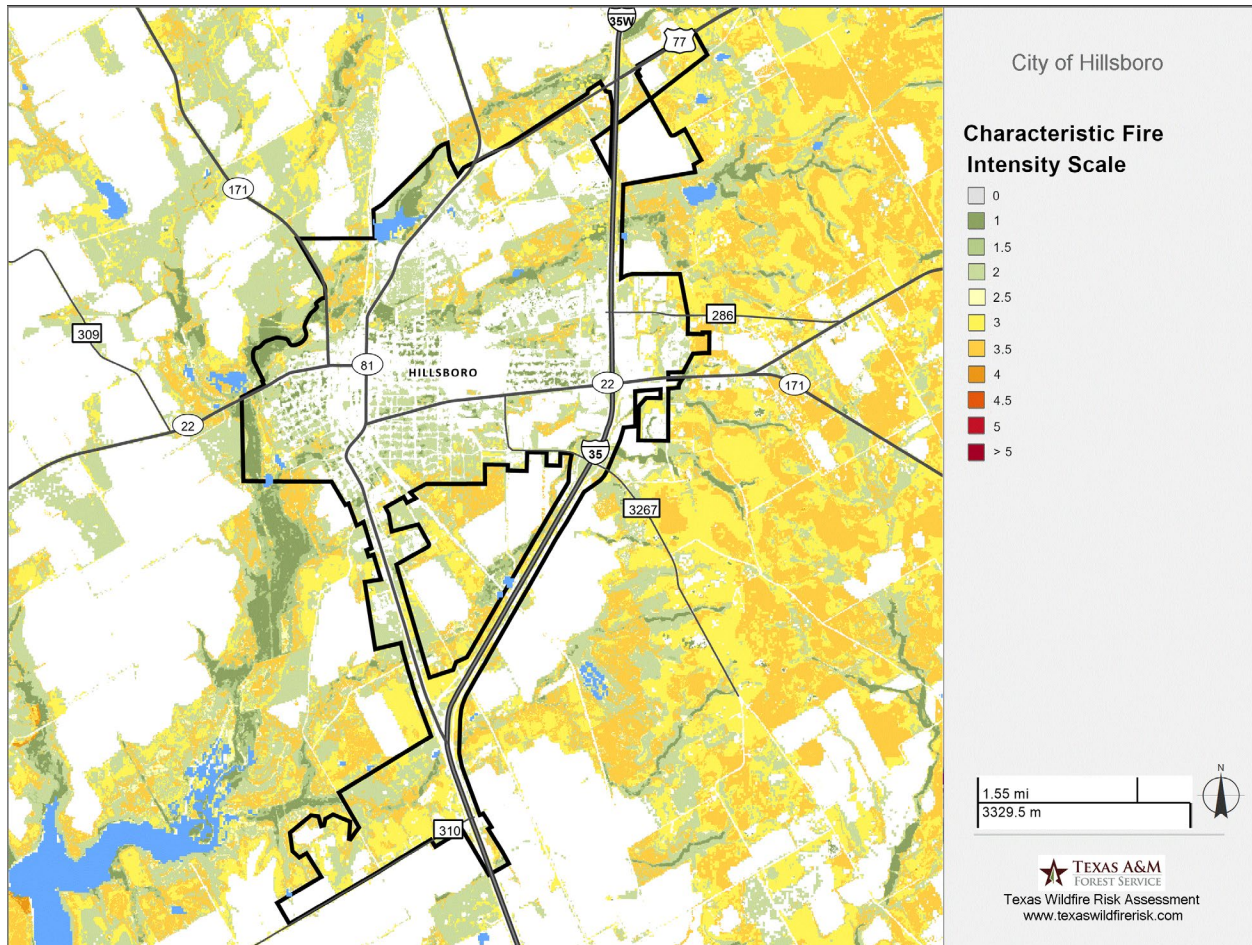 35W
77
171
309
286
81
HILLSBORO
22
171
22
35
3267
310
City of Hillsboro
Characteristic Fire
Intensity Scale
0
1
1.5
2
2.5
3
3.5
4
4.5
5
> 5
N
1.55 mi
3329.5 m
TEXAS A&M
FOREST SERVICE
Texas Wildfire Risk Assessment
www.texaswildfirerisk.com